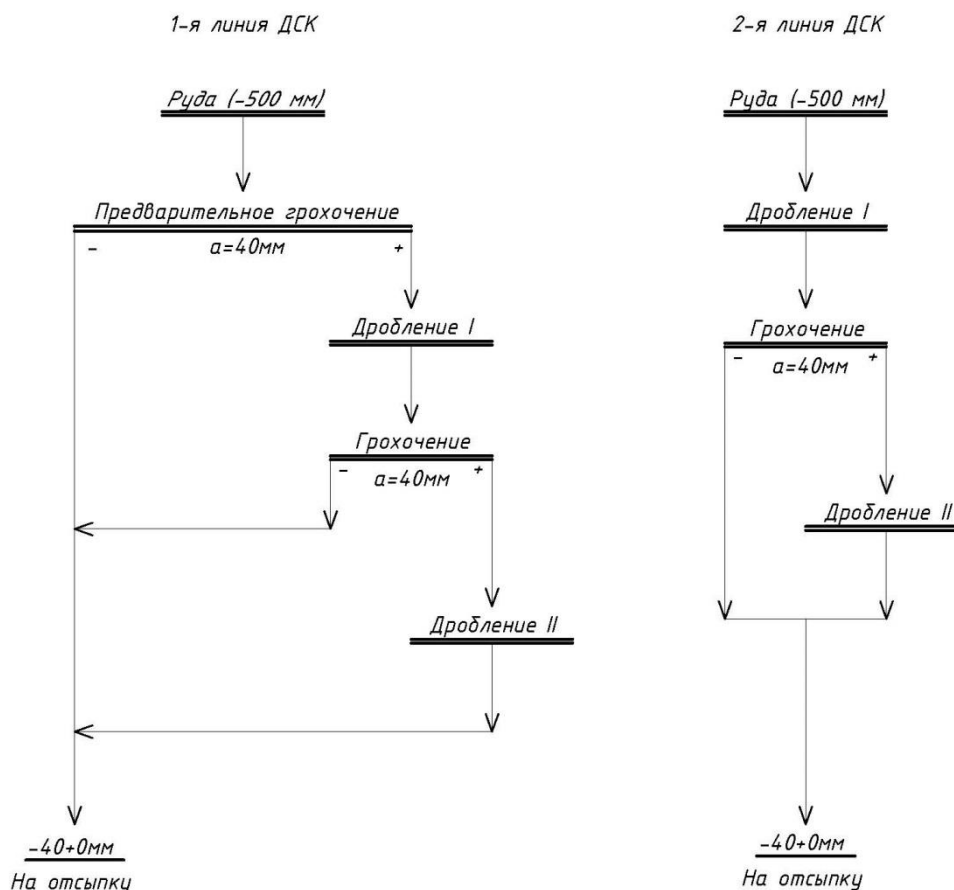 1-я линия ДСК
Руда (-500 мм)
Предварительное грохочение
- а=40мм +
Дробление I
Грохочение
- а=40мм +
Дробление II
-40+0мм
На отсыпку
2-я линия ДСК
Руда (-500 мм)
Дробление I
Грохочение
- а=40мм +
Дробление II
-40+0мм
На отсыпку